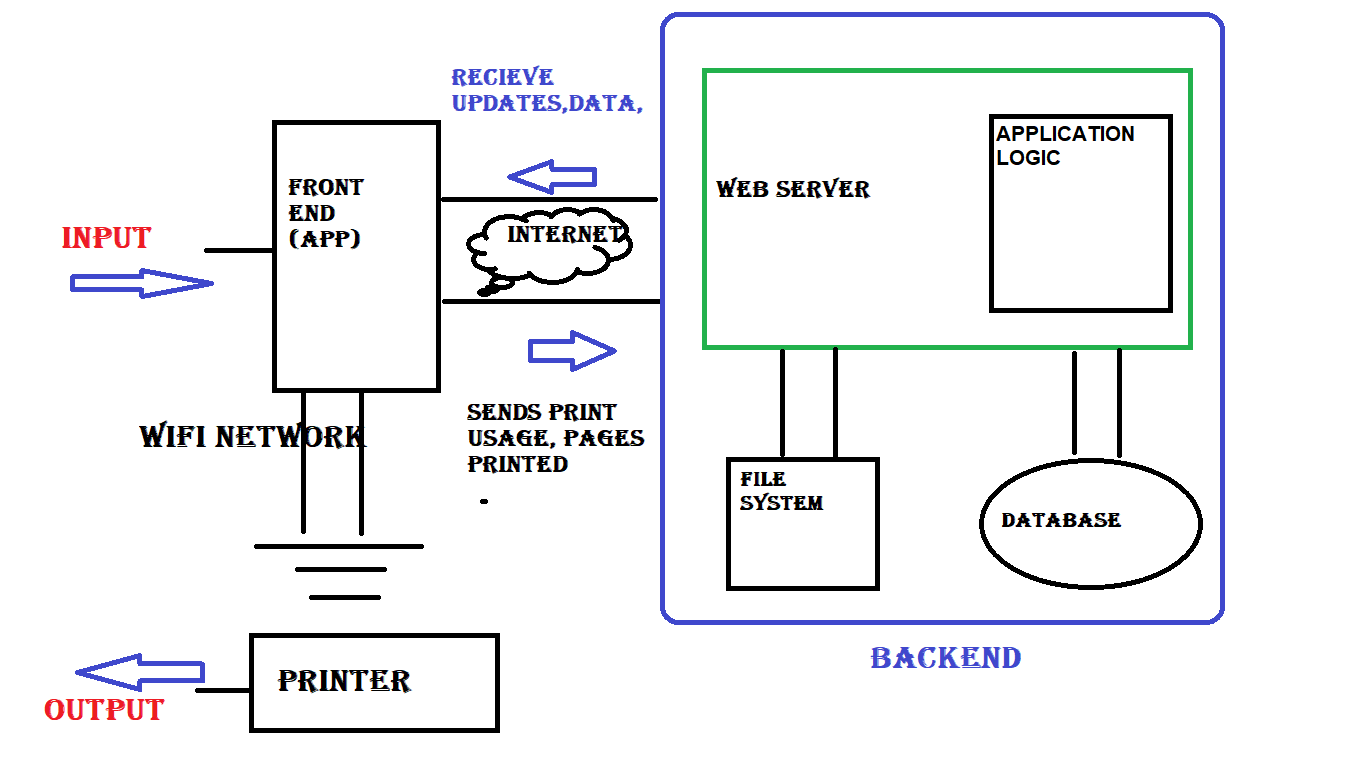 RECIEVE
UPDATES,DATA,
APPLICATION
LOGIC
FRONT
END
(APP)
WEB SERVER
INPUT
INTERNET
SENDS PRINT
USAGE, PAGES
PRINTED
WIFI NETWORK
FILE
SYSTEM
DATABASE
BACKEND
PRINTER
OUTPUT